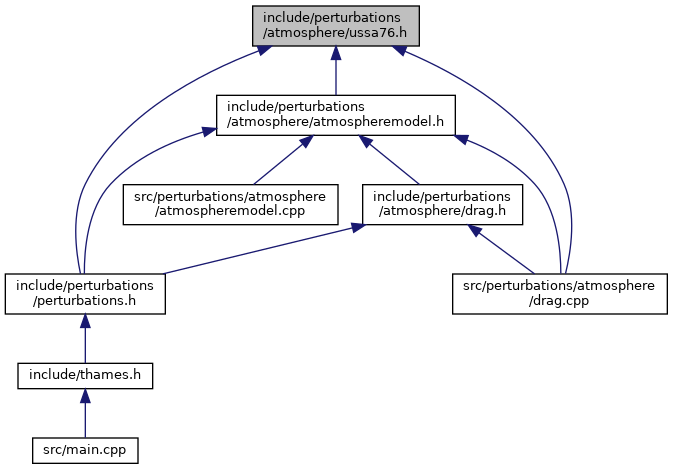 include/perturbations
/atmosphere/ussa76.h
include/perturbations
/atmosphere/atmospheremodel.h
src/perturbations/atmosphere
/atmospheremodel.cpp
include/perturbations
/atmosphere/drag.h
include/perturbations
/perturbations.h
src/perturbations/atmosphere
/drag.cpp
include/thames.h
src/main.cpp